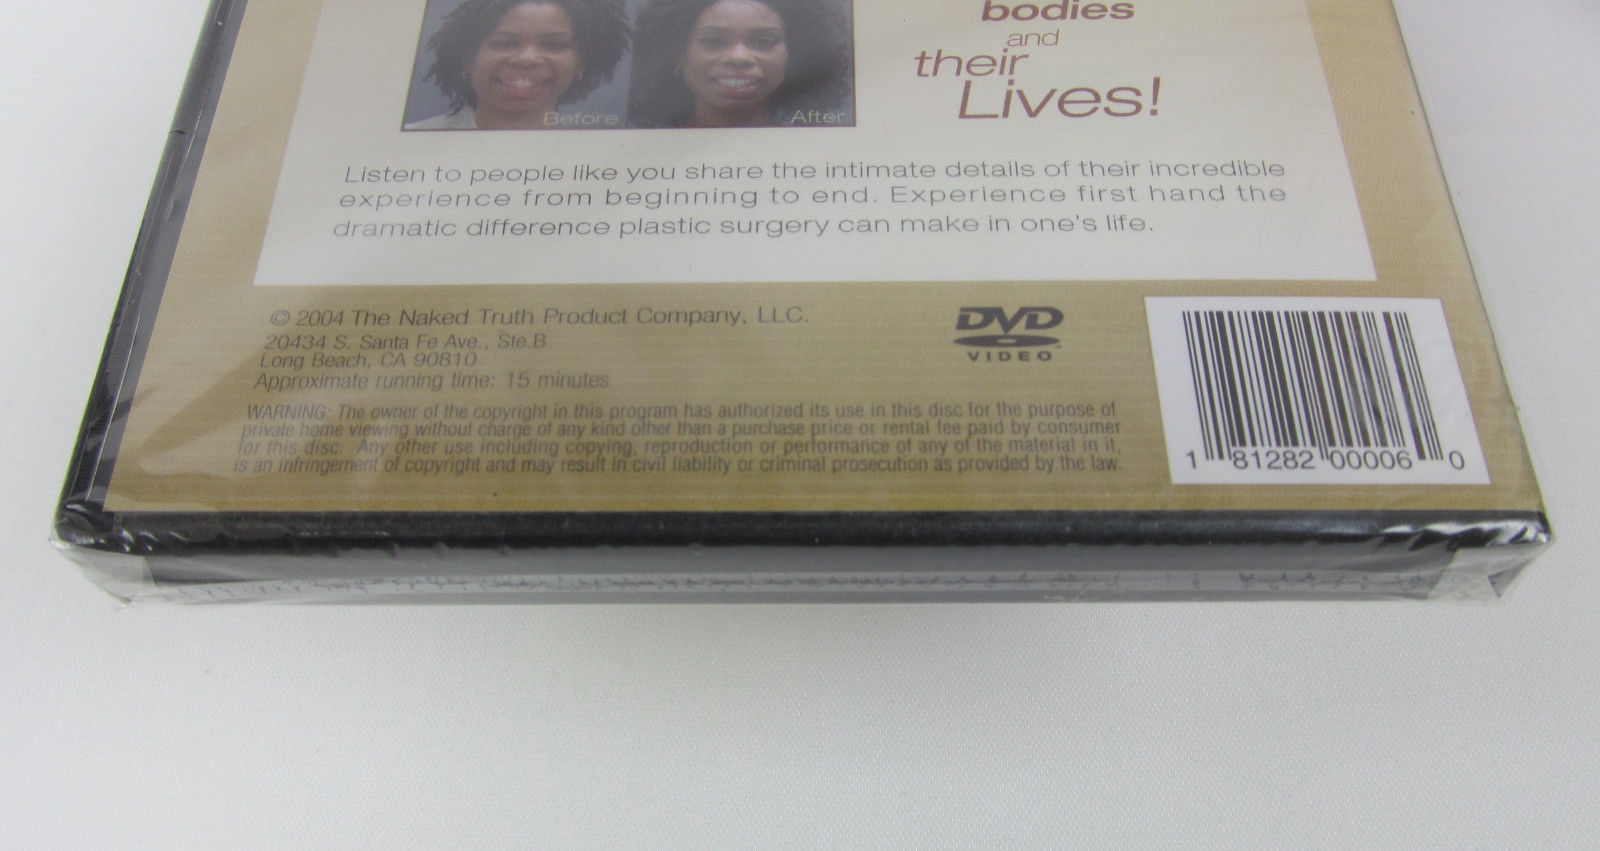 bodies
and
their
Lives!
Before
After
Listen to people like you share the intimate details of their incredible
experience from beginning to end. Experience first hand the
dramatic difference plastic surgery can make in one's life.
© 2004 The Naked Truth Product Company, LLC.
20434 S. Santa Fe Ave., Ste.B
Long Beach, CA 90810
Approximate running time: 15 minutes
WARNING: The owner of the copyright in this program has authorized its use in this disc for the purpose of
private home viewing without charge of any kind other than a purchase price or rental fee paid by consumer
for this disc. Any other use including copying, reproduction or performance of any of the material in it,
is an infringement of copyright and may result in civil liability or criminal prosecution as provided by the law.
DVD
VIDEO
1 81282 00006 0